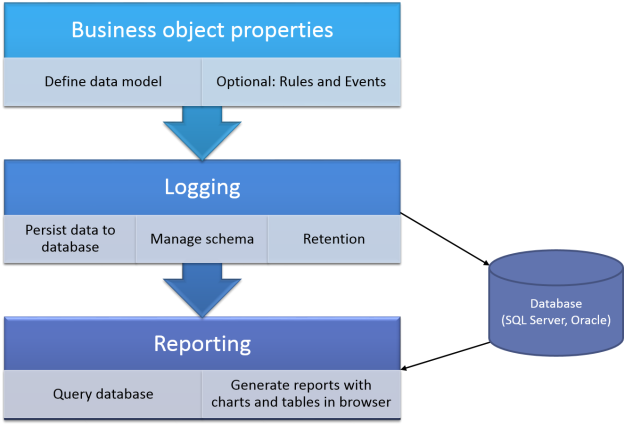 Business object properties
Define data model
Optional: Rules and Events
Logging
Persist data to
database
Manage schema
Retention
Database
(SQL Server, Oracle)
Reporting
Query database
Generate reports with
charts and tables in browser